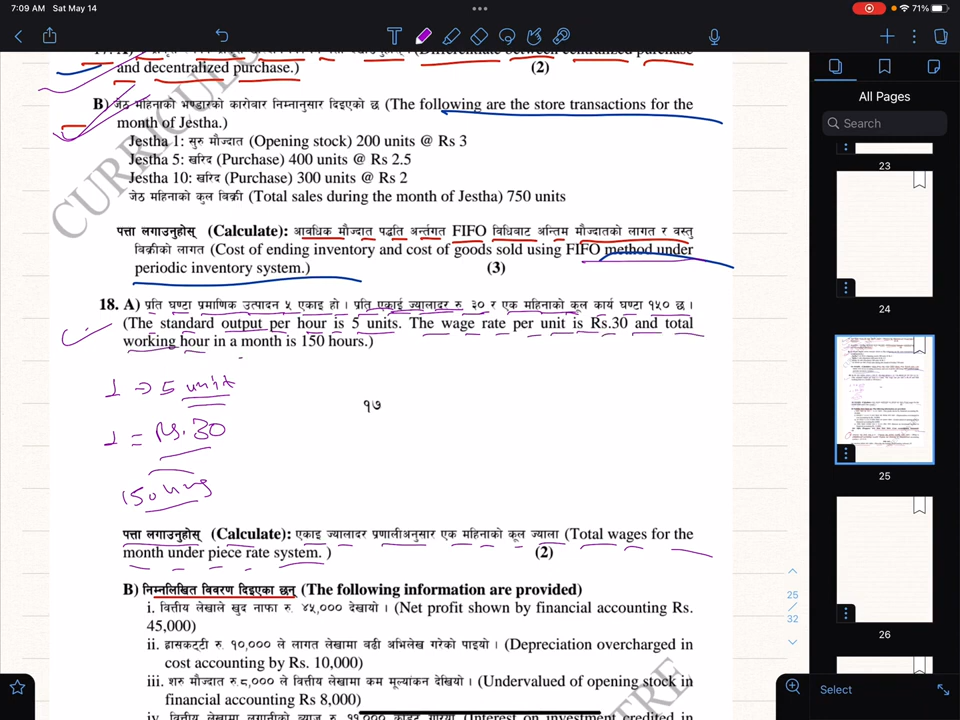 7:09 AM Sat May 14
71%
and decentralized purchase.) (2)
B) जेठ महिनाको भण्डारको कारोबार निम्नानुसार दिइएको छ (The following are the store transactions for the
month of Jestha.)
Jestha 1: सुरु मौज्दात (Opening stock) 200 units @ Rs 3
Jestha 5: खरिद (Purchase) 400 units @ Rs 2.5
Jestha 10: खरिद (Purchase) 300 units @ Rs 2
जेठ महिनाको कुल बिक्री (Total sales during the month of Jestha) 750 units
पत्ता लगाउनुहोस् (Calculate): आवधिक मौज्दात पद्धति अर्न्तगत FIFO विधिबाट अन्तिम मौज्दातको लागत र वस्तु
बिक्रीको लागत (Cost of ending inventory and cost of goods sold using FIFO method under
periodic inventory system.) (3)
18. A) प्रति घण्टा प्रमाणिक उत्पादन ५ एकाइ हो । प्रति एकाई ज्यालादर रु ३० र एक महिनाको कूल कार्य घण्टा १५० छ ।
(The standard output per hour is 5 units. The wage rate per unit is Rs.30 and total
working hour in a month is 150 hours.)
1 → 5 unit
1 = Rs. 30
१७
पत्ता लगाउनुहोस् (Calculate): एकाइ ज्यालादर प्रणालीअनुसार एक महिनाको कूल ज्याला (Total wages for the
month under piece rate system. ) (2)
B) निम्नलिखित विवरण दिइएका छन् (The following information are provided)
i. वित्तीय लेखाले खुद नाफा रु. ४५,००० देखायो । (Net profit shown by financial accounting Rs.
45,000)
ii. ह्रासकट्टी रु. १०,००० ले लागत लेखामा बढी अभिलेख गरेको पाइयो । (Depreciation overcharged in
cost accounting by Rs. 10,000)
iii. शरु मौज्दात रु.८,००० ले वित्तीय लेखामा कम मूल्यांकन देखियो । (Undervalued of opening stock in
financial accounting Rs 8,000)
CURRICUL
TRE
All Pages
Search
23
24
25
26
25
32
Select